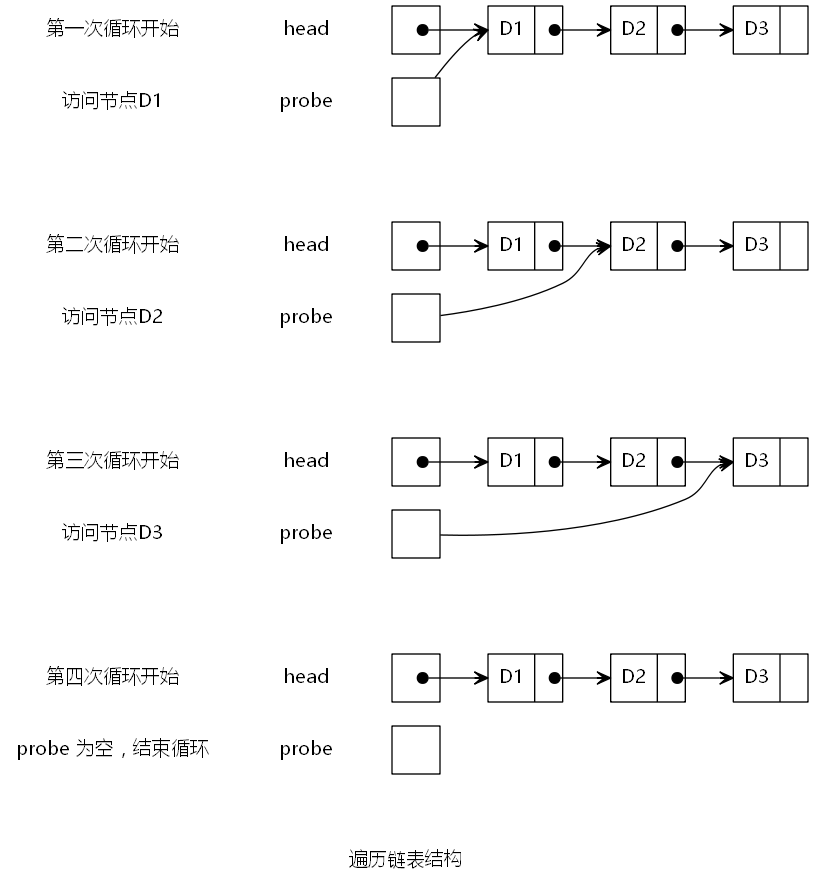 第一次循环开始 head D1 D2 D3
访问节点D1 probe
第二次循环开始 head D1 D2 D3
访问节点D2 probe
第三次循环开始 head D1 D2 D3
访问节点D3 probe
第四次循环开始 head D1 D2 D3
probe 为空，结束循环 probe
遍历链表结构